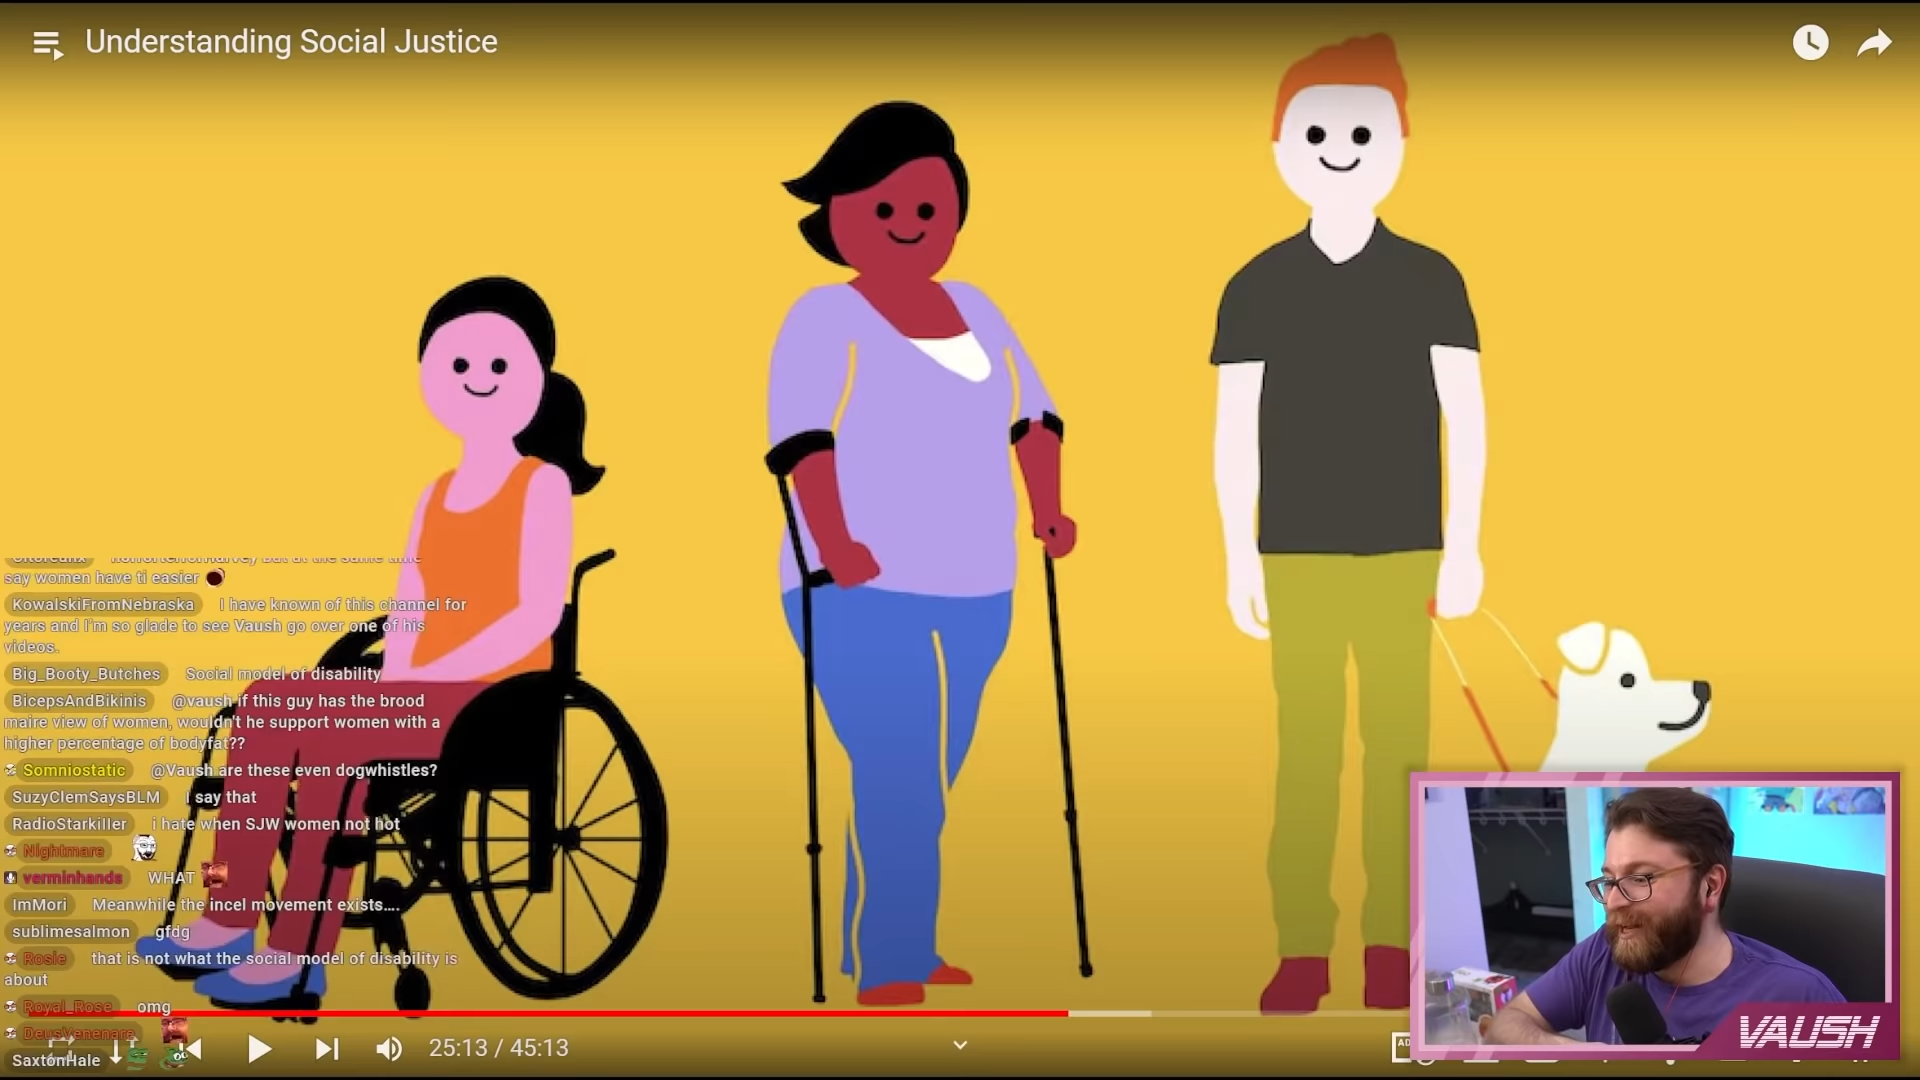 Understanding Social Justice
say women have ti easier
KowalskiFromNebraska I have known of this channel for
years and I'm so glade to see Vaush go over one of his
videos.
Big_Booty_Butches Social model of disability
BicepsAndBikinis @vaush if this guy has the brood
maire view of women, wouldn't he support women with a
higher percentage of bodyfat??
Somniostatic @Vaush are these even dogwhistles?
SuzyClemSaysBLM I say that
RadioStarkiller i hate when SJW women not hot
Nightmare
verminhands WHAT
ImMori Meanwhile the incel movement exists....
sublimesalmon gfdg
Rosie that is not what the social model of disability is
about
Royal_Rose omg
DeusVenenare
SaxtonHale
25:13 / 45:13
AD
VAUSH